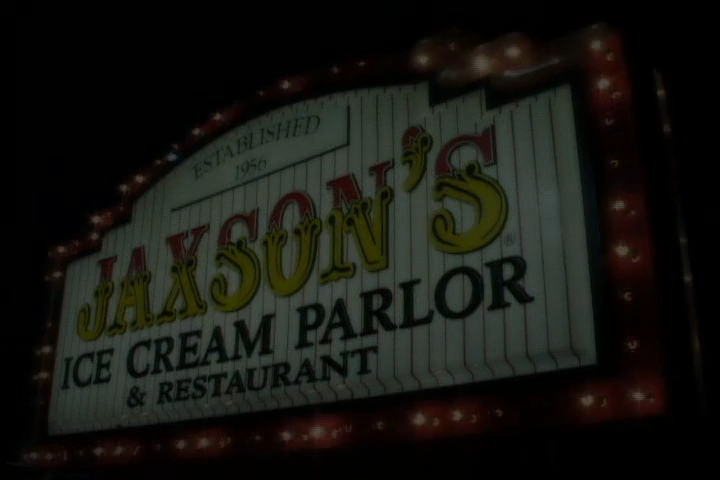 ESTABLISHED
1956
JAXSON'S®
ICE CREAM PARLOR
& RESTAURANT